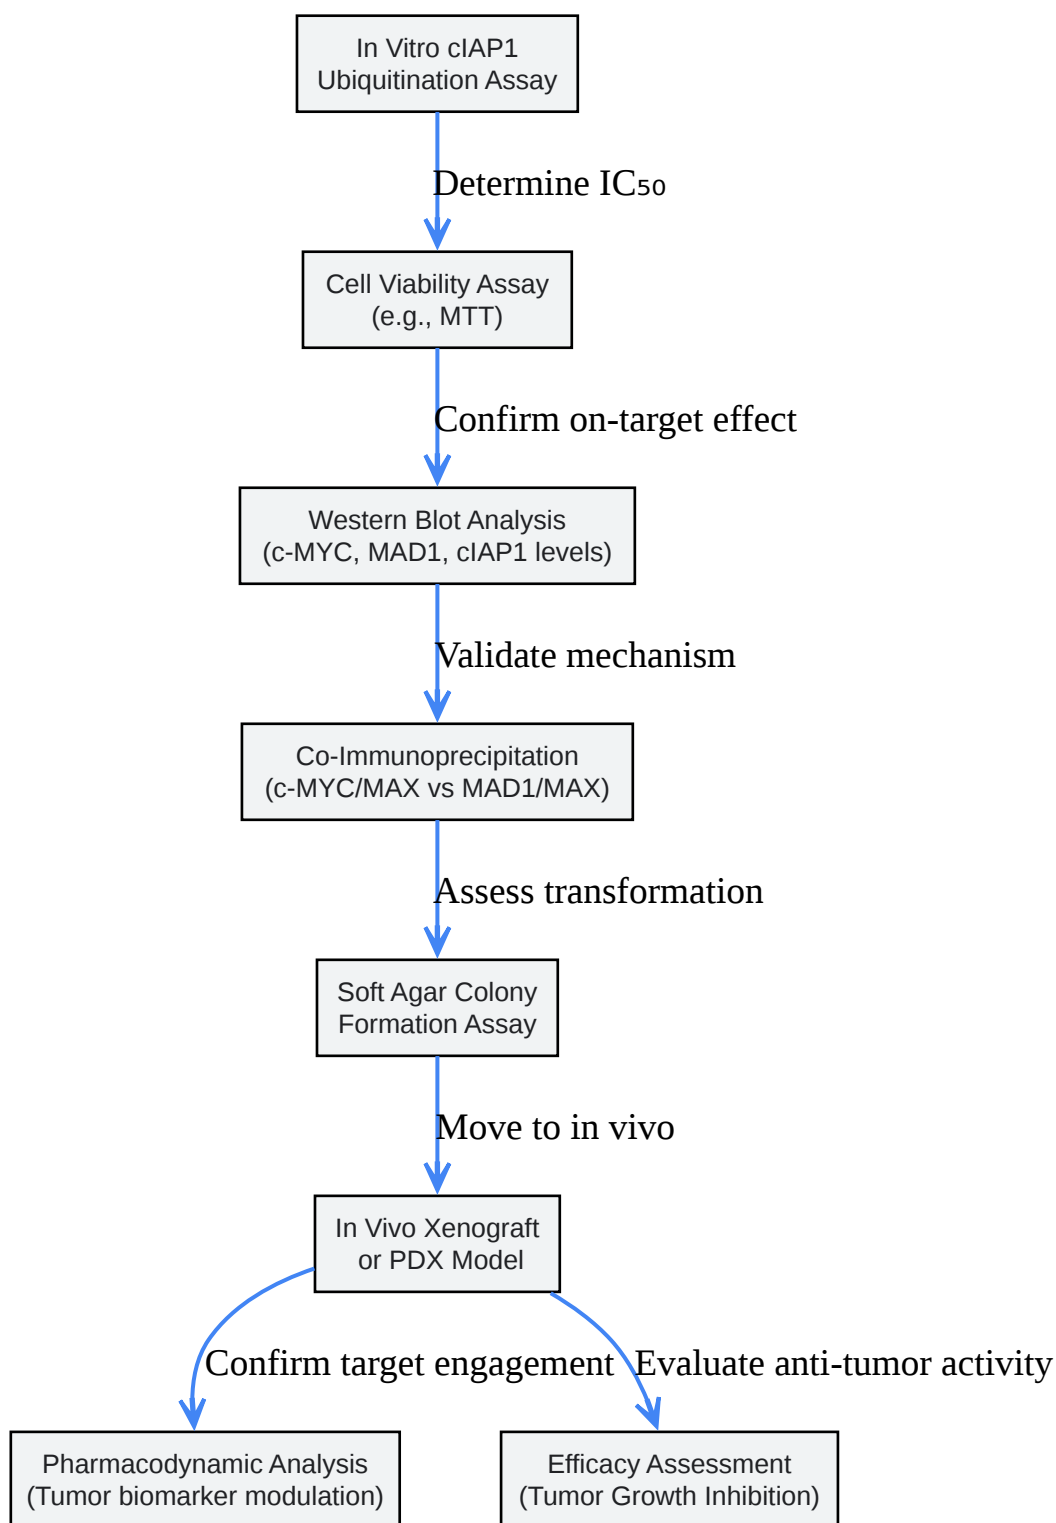 In Vitro cIAP1
Ubiquitination Assay
Determine IC₅₀
Cell Viability Assay
(e.g., MTT)
Confirm on-target effect
Western Blot Analysis
(c-MYC, MAD1, cIAP1 levels)
Validate mechanism
Co-Immunoprecipitation
(c-MYC/MAX vs MAD1/MAX)
Assess transformation
Soft Agar Colony
Formation Assay
Move to in vivo
In Vivo Xenograft
or PDX Model
Confirm target engagement
Evaluate anti-tumor activity
Pharmacodynamic Analysis
(Tumor biomarker modulation)
Efficacy Assessment
(Tumor Growth Inhibition)